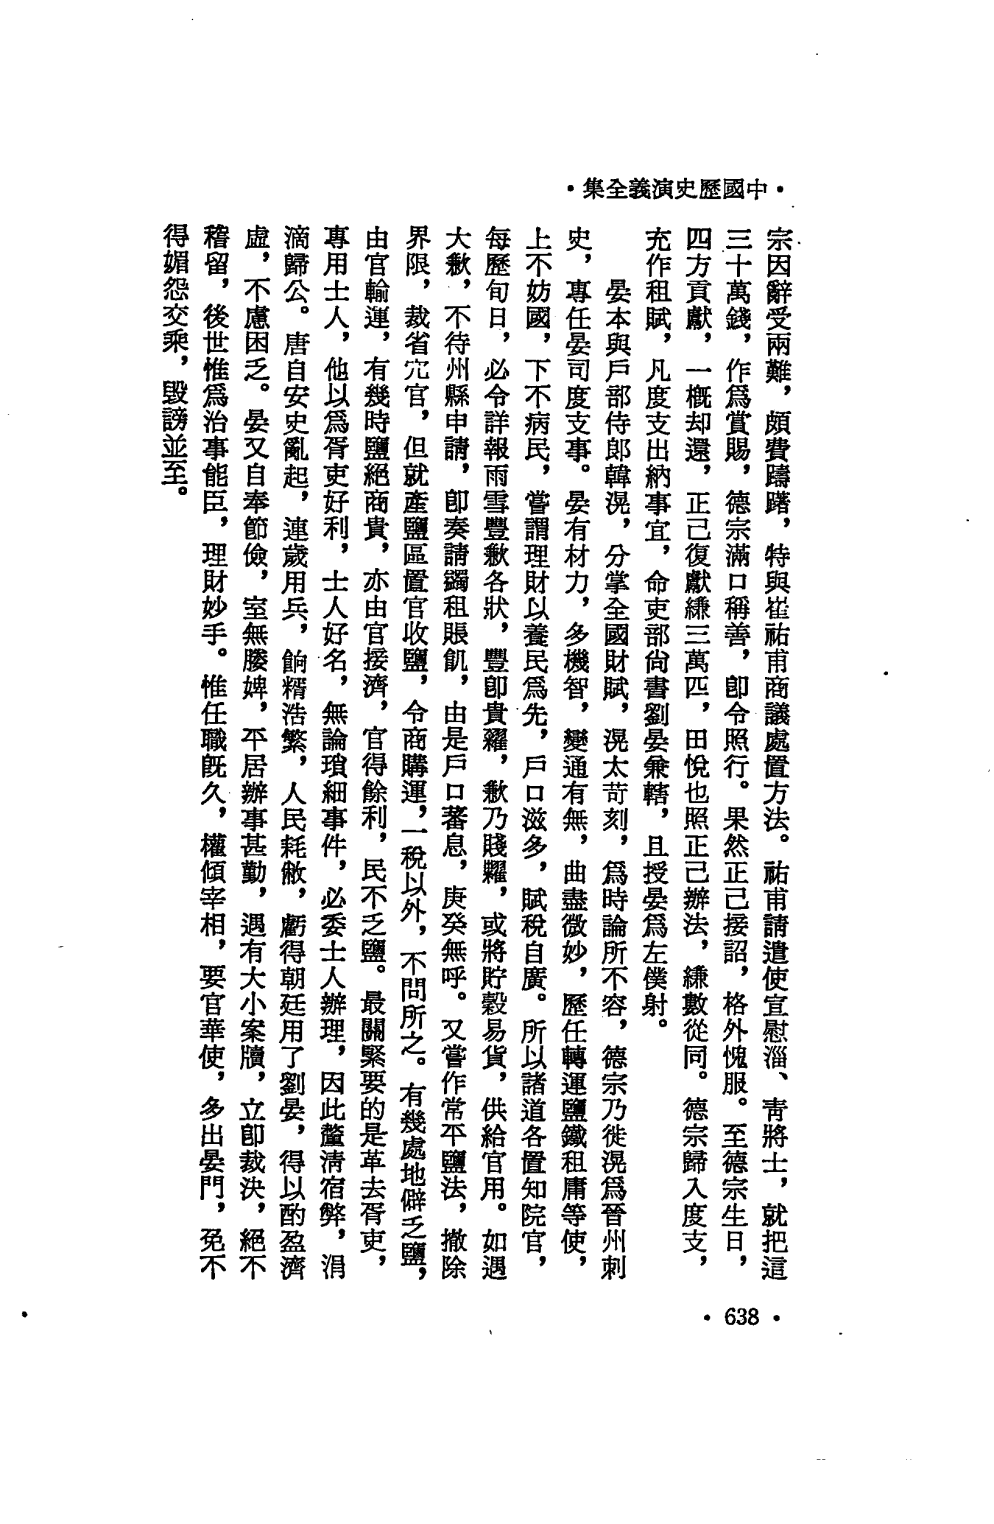 •中國歷史演義全集•
宗因辭受兩難，頗費躊躇，特與崔祐甫商議處置方法。祐甫請遣使宣慰淄、青將士，就把這
三十萬錢，作爲賞賜，德宗滿口稱善，卽令照行。果然正己接詔，格外愧服。至德宗生日，
四方貢獻，一概却還，正己復獻縑三萬匹，田悅也照正己辦法，縑數從同。德宗歸入度支，
充作租賦，凡度支出納事宜，命吏部尙書劉晏兼轄，且授晏爲左僕射。
晏本與戶部侍郞韓滉，分掌全國財賦，滉太苛刻，爲時論所不容，德宗乃徙滉爲晉州刺
史，專任晏司度支事。晏有材力，多機智，變通有無，曲盡微妙，歷任轉運鹽鐵租庸等使，
上不妨國，下不病民，嘗謂理財以養民爲先，戶口滋多，賦稅自廣。所以諸道各置知院官，
每歷旬日，必令詳報雨雪豐歉各狀，豐卽貴糴，歉乃賤糶，或將貯穀易貨，供給官用。如遇
大歉，不待州縣申請，卽奏請蠲租賑飢，由是戶口蕃息，庚癸無呼。又嘗作常平鹽法，撤除
界限，裁省宂官，但就產鹽區置官收鹽，令商購運，一稅以外，不問所之。有幾處地僻乏鹽，
由官輸運，有幾時鹽絕商貴，亦由官接濟，官得餘利，民不乏鹽。最關緊要的是革去胥吏，
專用士人，他以爲胥吏好利，士人好名，無論瑣細事件，必委士人辦理，因此釐淸宿弊，涓
滴歸公。唐自安史亂起，連歲用兵，餉糈浩繁，人民耗敝，虧得朝廷用了劉晏，得以酌盈濟
虛，不慮困乏。晏又自奉節儉，室無媵婢，平居辦事甚勤，遇有大小案牘，立卽裁決，絕不
稽留，後世惟爲治事能臣，理財妙手。惟任職旣久，權傾宰相，要官華使，多出晏門，免不
得媚怨交乘，毀謗並至。
•638•